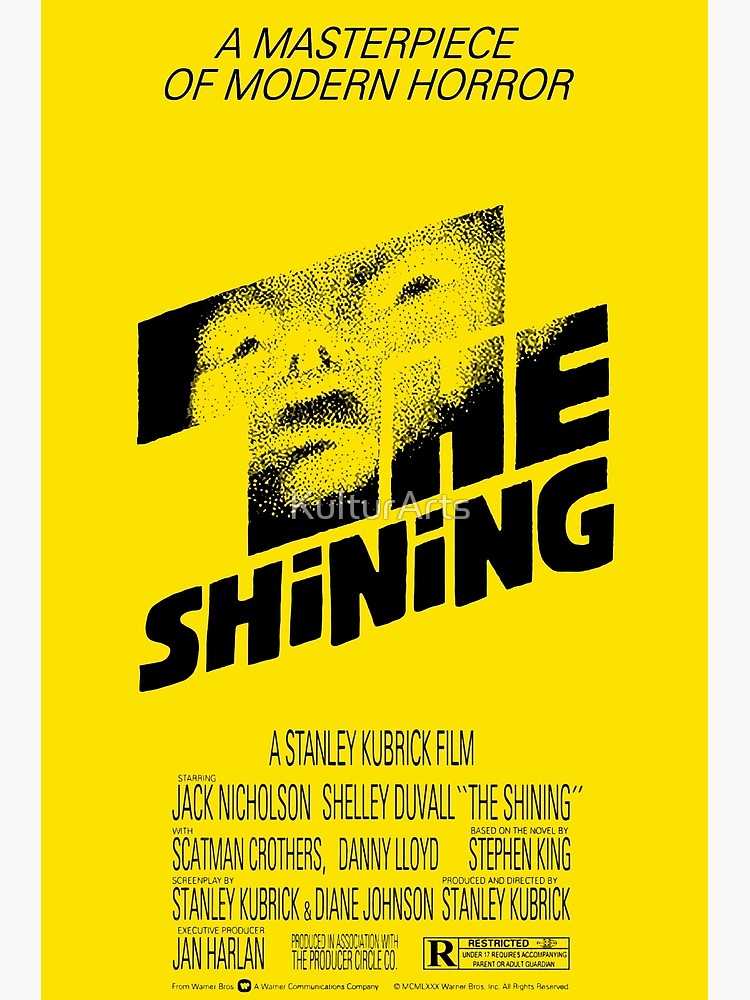 A MASTERPIECE
OF MODERN HORROR
THE
SHiNiNG
KulturArts
A STANLEY KUBRICK FILM
STARRING
JACK NICHOLSON SHELLEY DUVALL "THE SHINING"
WITH BASED ON THE NOVEL BY
SCATMAN CROTHERS, DANNY LLOYD STEPHEN KING
SCREENPLAY BY PRODUCED AND DIRECTED BY
STANLEY KUBRICK & DIANE JOHNSON STANLEY KUBRICK
EXECUTIVE PRODUCER
JAN HARLAN
PRODUCED IN ASSOCIATION WITH
THE PRODUCER CIRCLE CO.
R RESTRICTED
UNDER 17 REQUIRES ACCOMPANYING
PARENT OR ADULT GUARDIAN
From Warner Bros. A Warner Communications Company © MCMLXXX Warner Bros. Inc. All Rights Reserved.